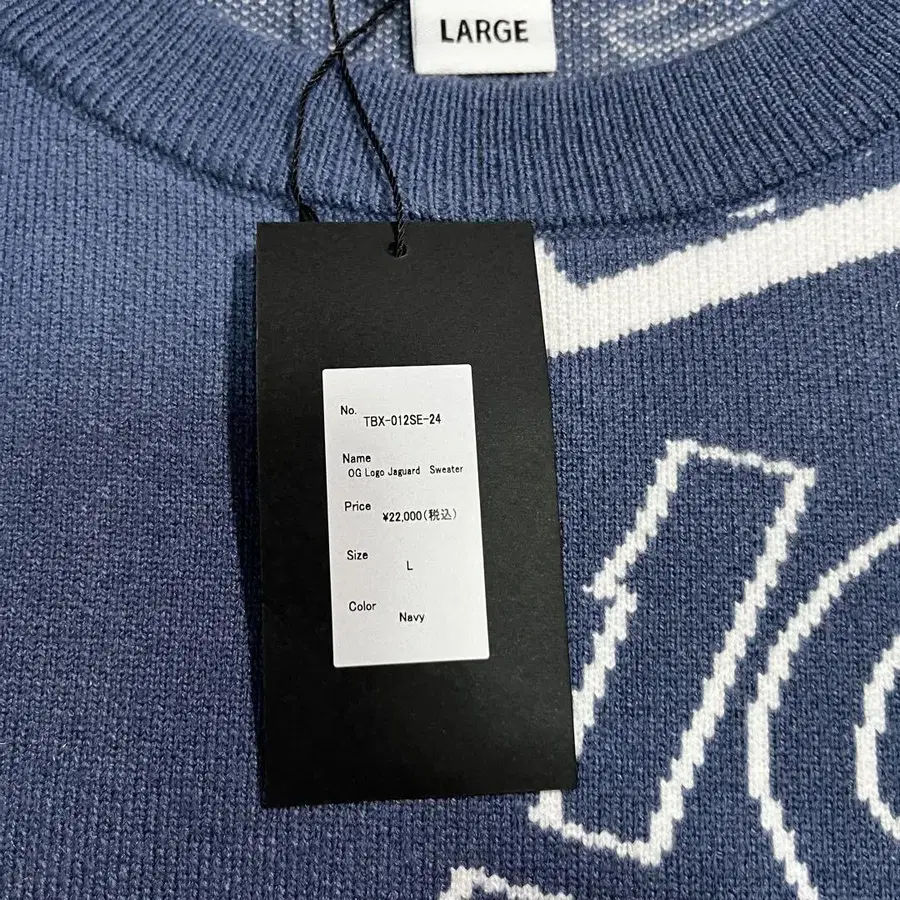 LARGE
No.
TBX-012SE-24
Name
OG Logo Jaguard Sweater
Price
¥22,000(税込)
Size
L
Color
Navy